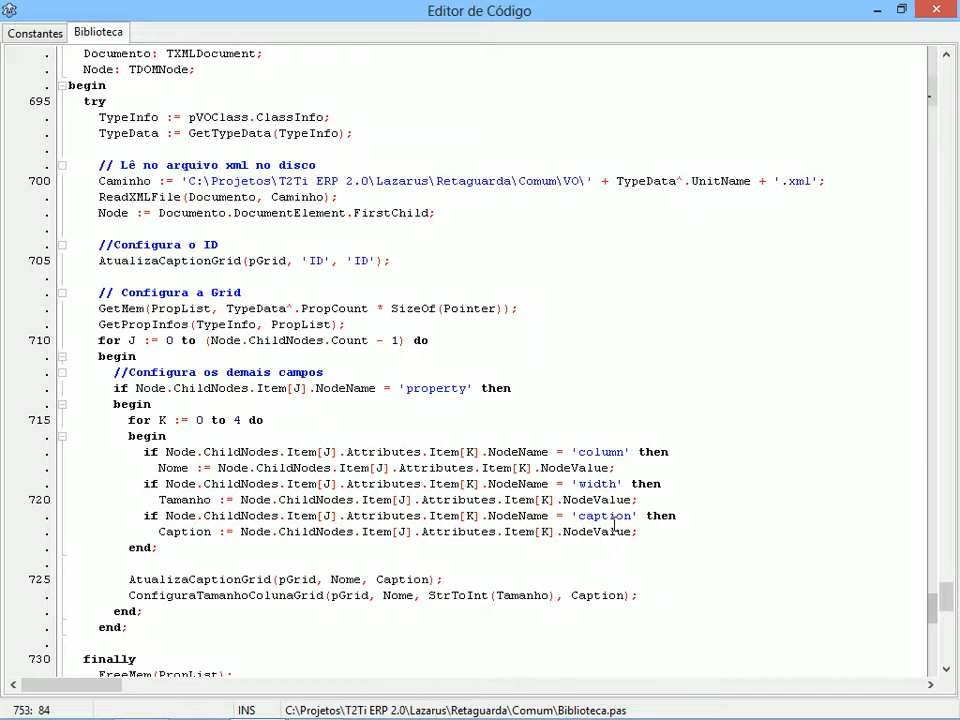 Editor de Código
Constantes
Biblioteca
Documento: TXMLDocument;
Node: TDOMNode;
begin
695 try
TypeInfo := pVOClass.ClassInfo;
TypeData := GetTypeData(TypeInfo);
// Lê no arquivo xml no disco
700 Caminho := 'C:\Projetos\T2Ti ERP 2.0\Lazarus\Retaguarda\Comum\VO\' + TypeData^.UnitName + '.xml';
ReadXMLFile(Documento, Caminho);
Node := Documento.DocumentElement.FirstChild;
//Configura o ID
705 AtualizaCaptionGrid(pGrid, 'ID', 'ID');
// Configura a Grid
GetMem(PropList, TypeData^.PropCount * SizeOf(Pointer));
GetPropInfos(TypeInfo, PropList);
710 for J := 0 to (Node.ChildNodes.Count - 1) do
begin
//Configura os demais campos
if Node.ChildNodes.Item[J].NodeName = 'property' then
begin
715 for K := 0 to 4 do
begin
if Node.ChildNodes.Item[J].Attributes.Item[K].NodeName = 'column' then
Nome := Node.ChildNodes.Item[J].Attributes.Item[K].NodeValue;
if Node.ChildNodes.Item[J].Attributes.Item[K].NodeName = 'width' then
720 Tamanho := Node.ChildNodes.Item[J].Attributes.Item[K].NodeValue;
if Node.ChildNodes.Item[J].Attributes.Item[K].NodeName = 'caption' then
Caption := Node.ChildNodes.Item[J].Attributes.Item[K].NodeValue;
end;
725 AtualizaCaptionGrid(pGrid, Nome, Caption);
ConfiguraTamanhoColunaGrid(pGrid, Nome, StrToInt(Tamanho), Caption);
end;
end;
730 finally
FreeMem(PropList);
753: 84
INS
C:\Projetos\T2Ti ERP 2.0\Lazarus\Retaguarda\Comum\Biblioteca.pas